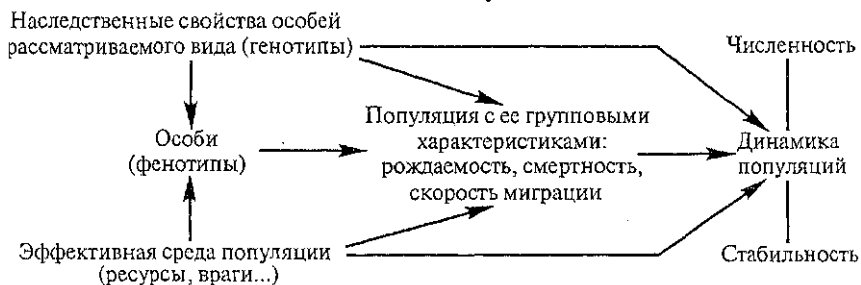 Наследственные свойства особей
рассматриваемого вида (генотипы)
Численность
Особи
(фенотипы)
Популяция с ее групповыми
характеристиками:
рождаемость, смертность,
скорость миграции
Динамика
популяций
Эффективная среда популяции
(ресурсы, враги...)
Стабильность